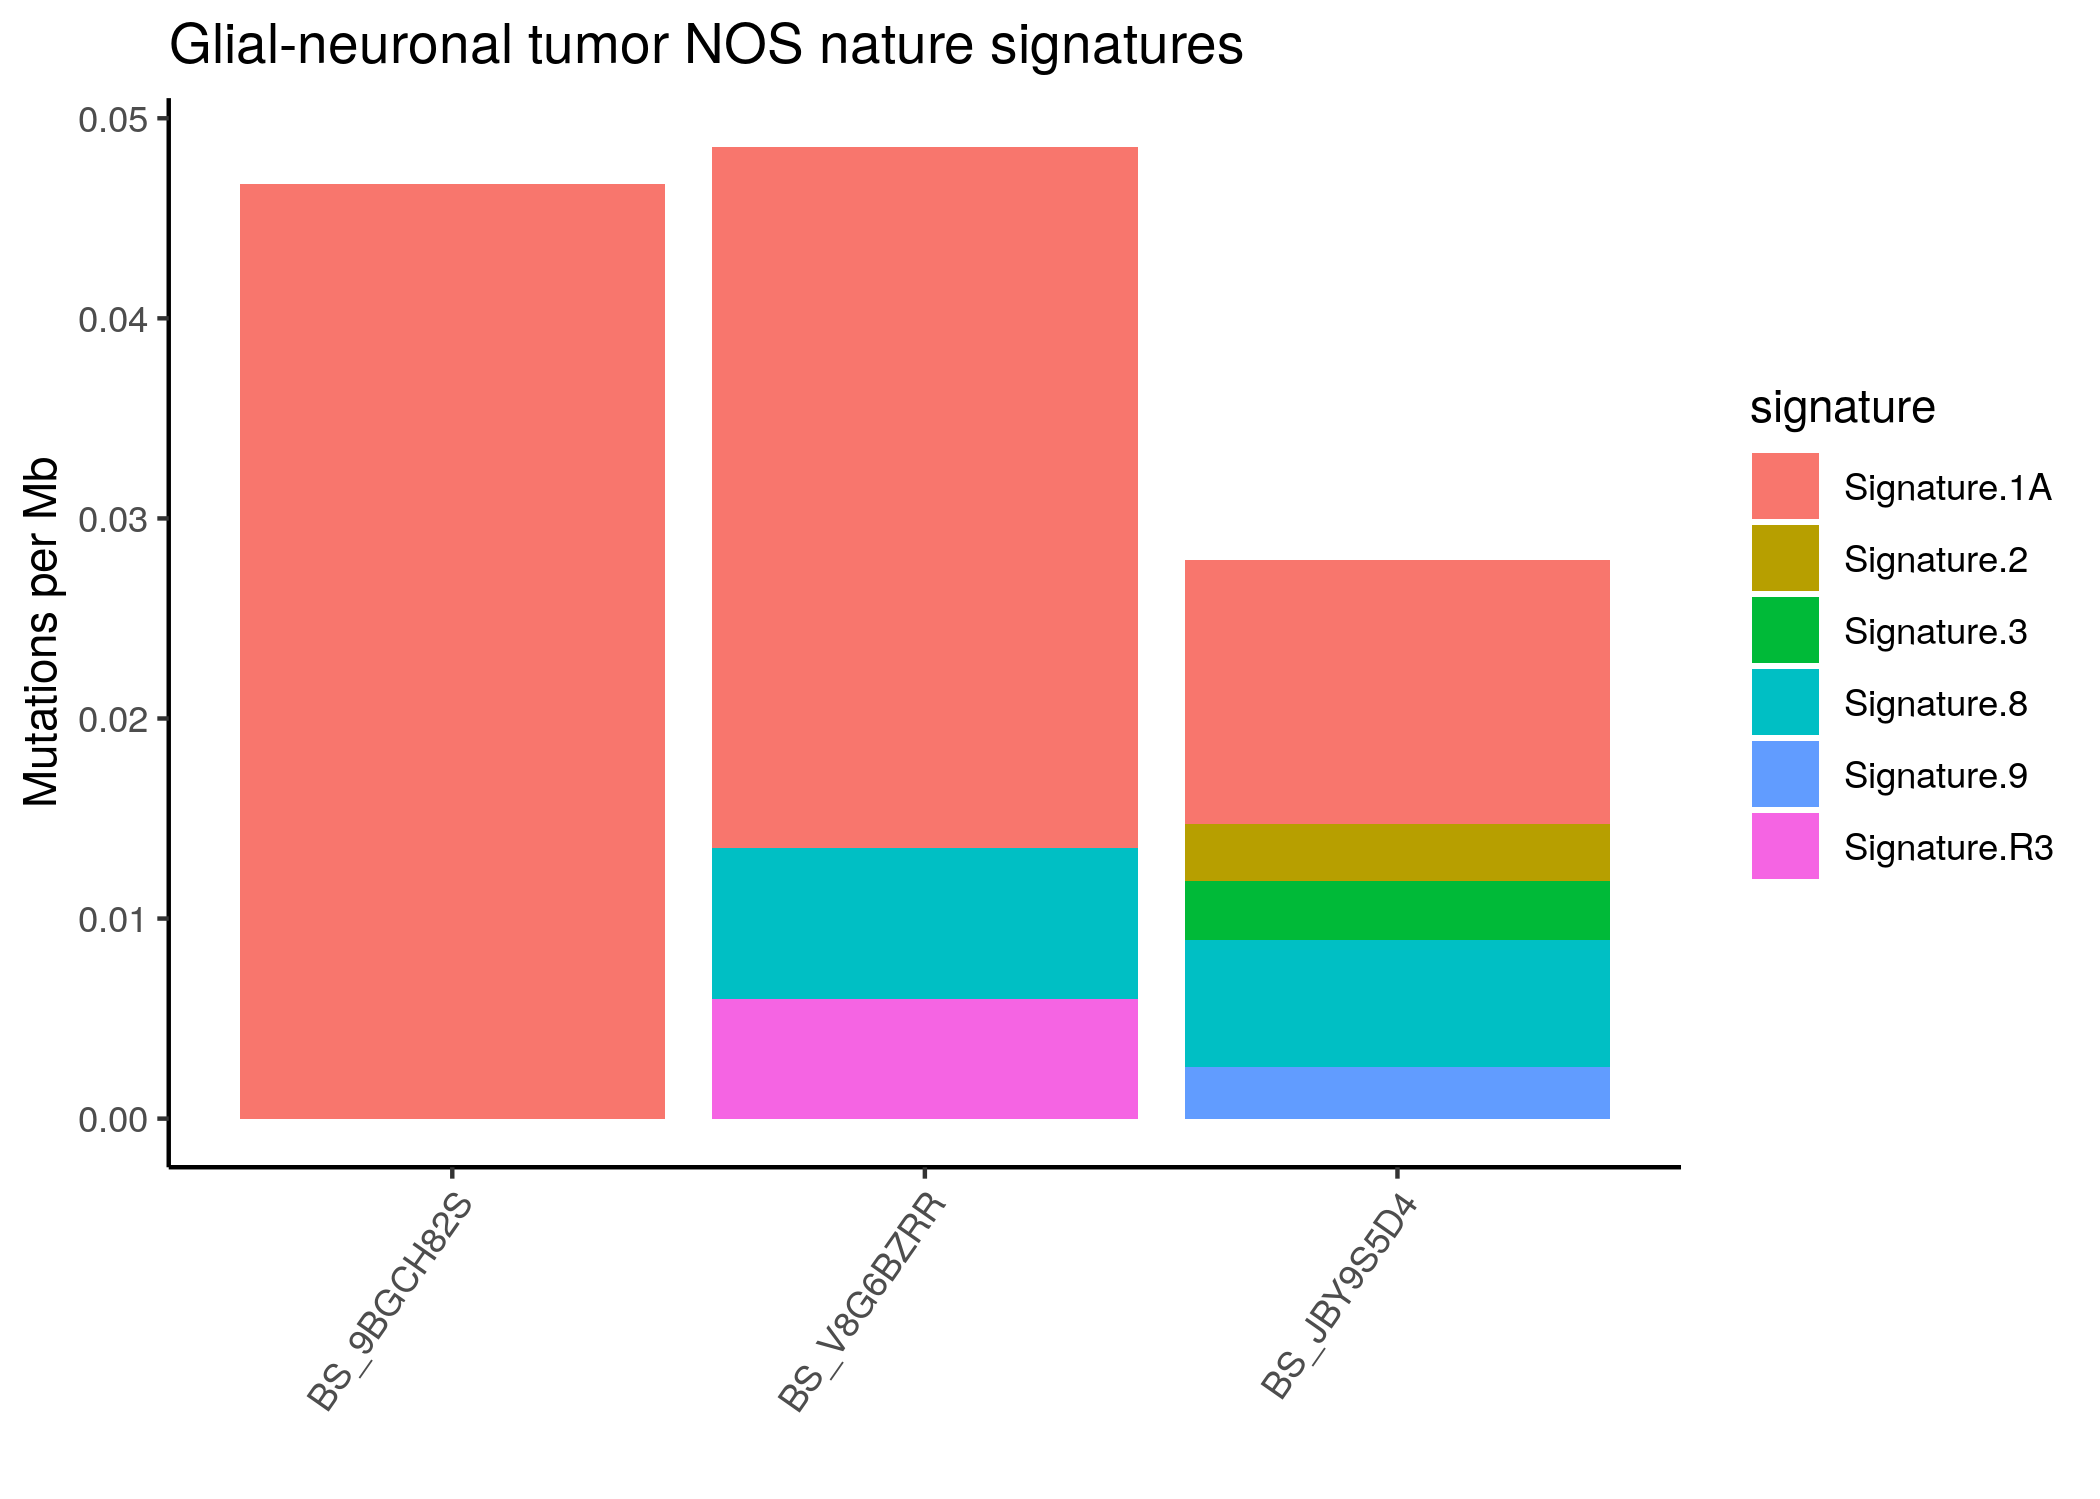 Glial-neuronal tumor NOS nature signatures
Mutations per Mb
0.05
0.04
0.03
0.02
0.01
0.00
BS_9BGCH82S
BS_V8G6BZRR
BS_JBY9S5D4
signature
Signature.1A
Signature.2
Signature.3
Signature.8
Signature.9
Signature.R3